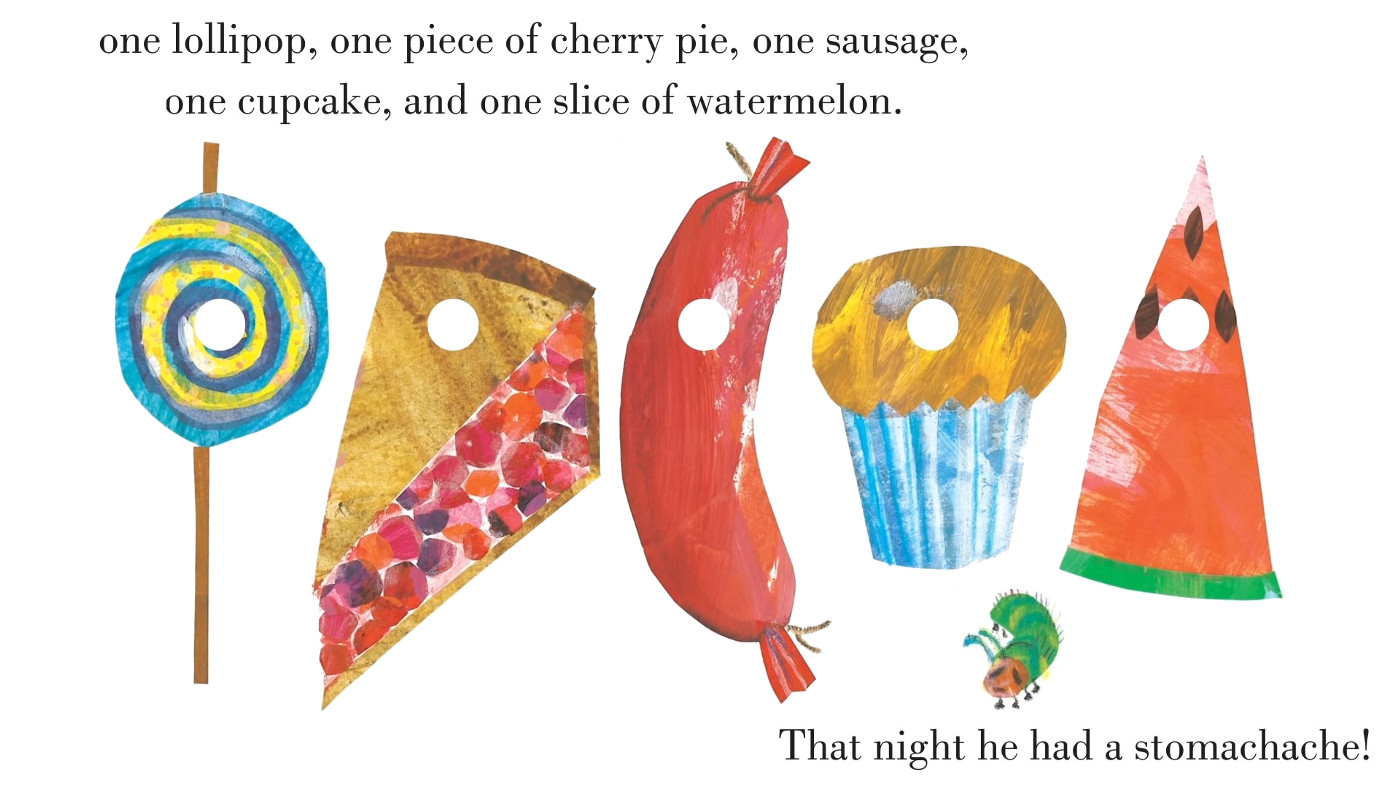 one lollipop, one piece of cherry pie, one sausage,
one cupcake, and one slice of watermelon.
That night he had a stomachache!